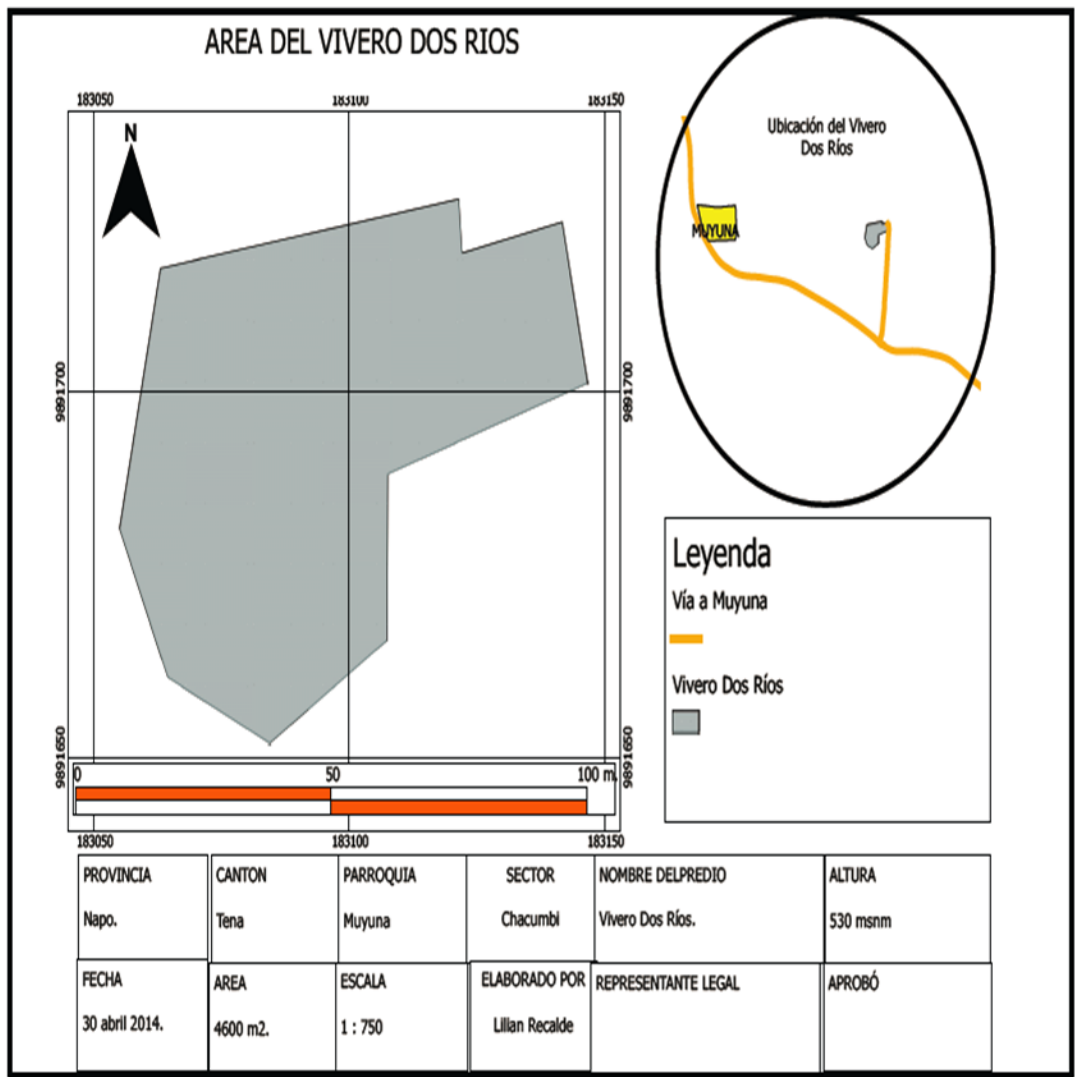 AREA DEL VIVERO DOS RIOS
183050
183100
183150
N
9891700
9891700
9891650
9891650
0
50
100 m.
183050
183100
183150
Ubicación del Vivero
Dos Ríos
MUYUNA
Leyenda
Vía a Muyuna
Vivero Dos Ríos
PROVINCIA
Napo.
CANTON
Tena
PARROQUIA
Muyuna
SECTOR
Chacumbi
NOMBRE DELPREDIO
Vivero Dos Ríos.
ALTURA
530 msnm
FECHA
30 abril 2014.
AREA
4600 m2.
ESCALA
1 : 750
ELABORADO POR
Lilian Recalde
REPRESENTANTE LEGAL
APROBÓ